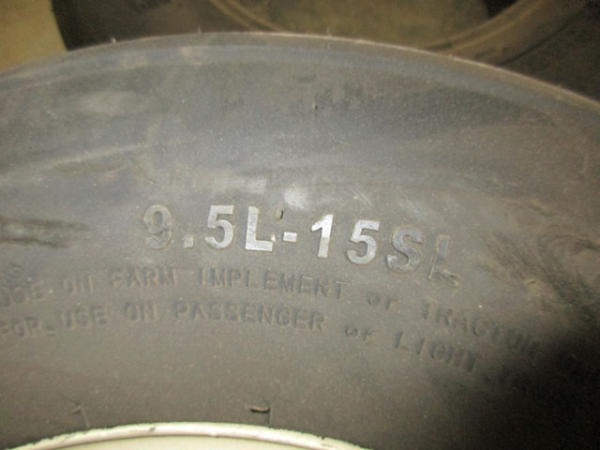 9.5L-15SL
USE ON FARM IMPLEMENT or TRACTOR
FOR USE ON PASSENGER or LIGHT